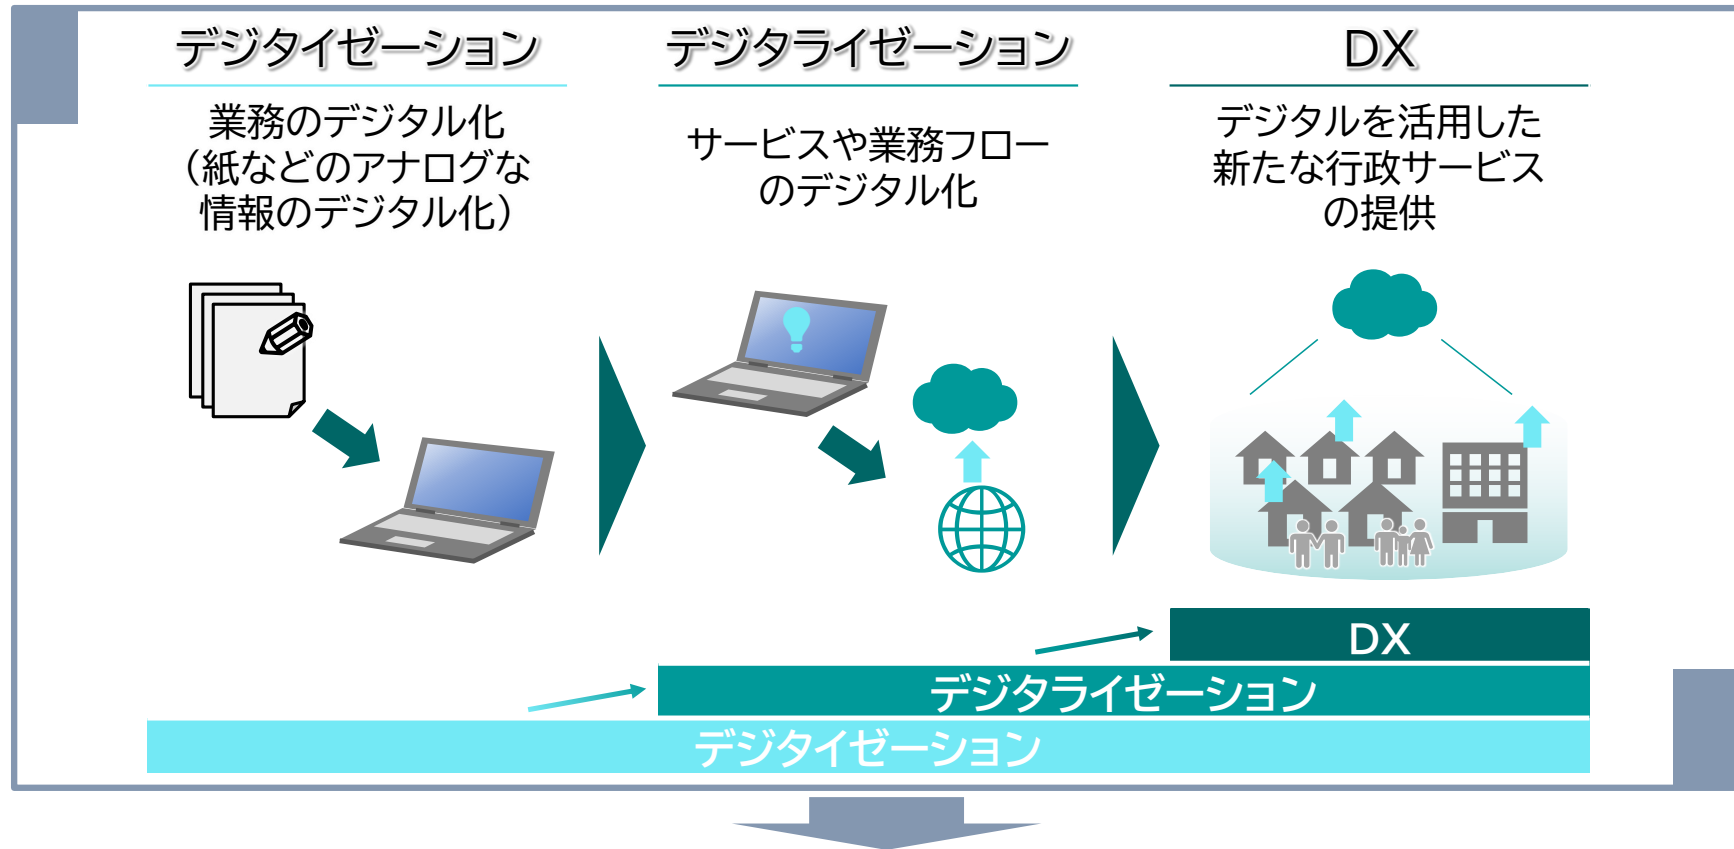 デジタイゼーション
業務のデジタル化
（紙などのアナログな
情報のデジタル化）
デジタライゼーション
サービスや業務フロー
のデジタル化
DX
デジタルを活用した
新たな行政サービス
の提供
DX
デジタライゼーション
デジタイゼーション